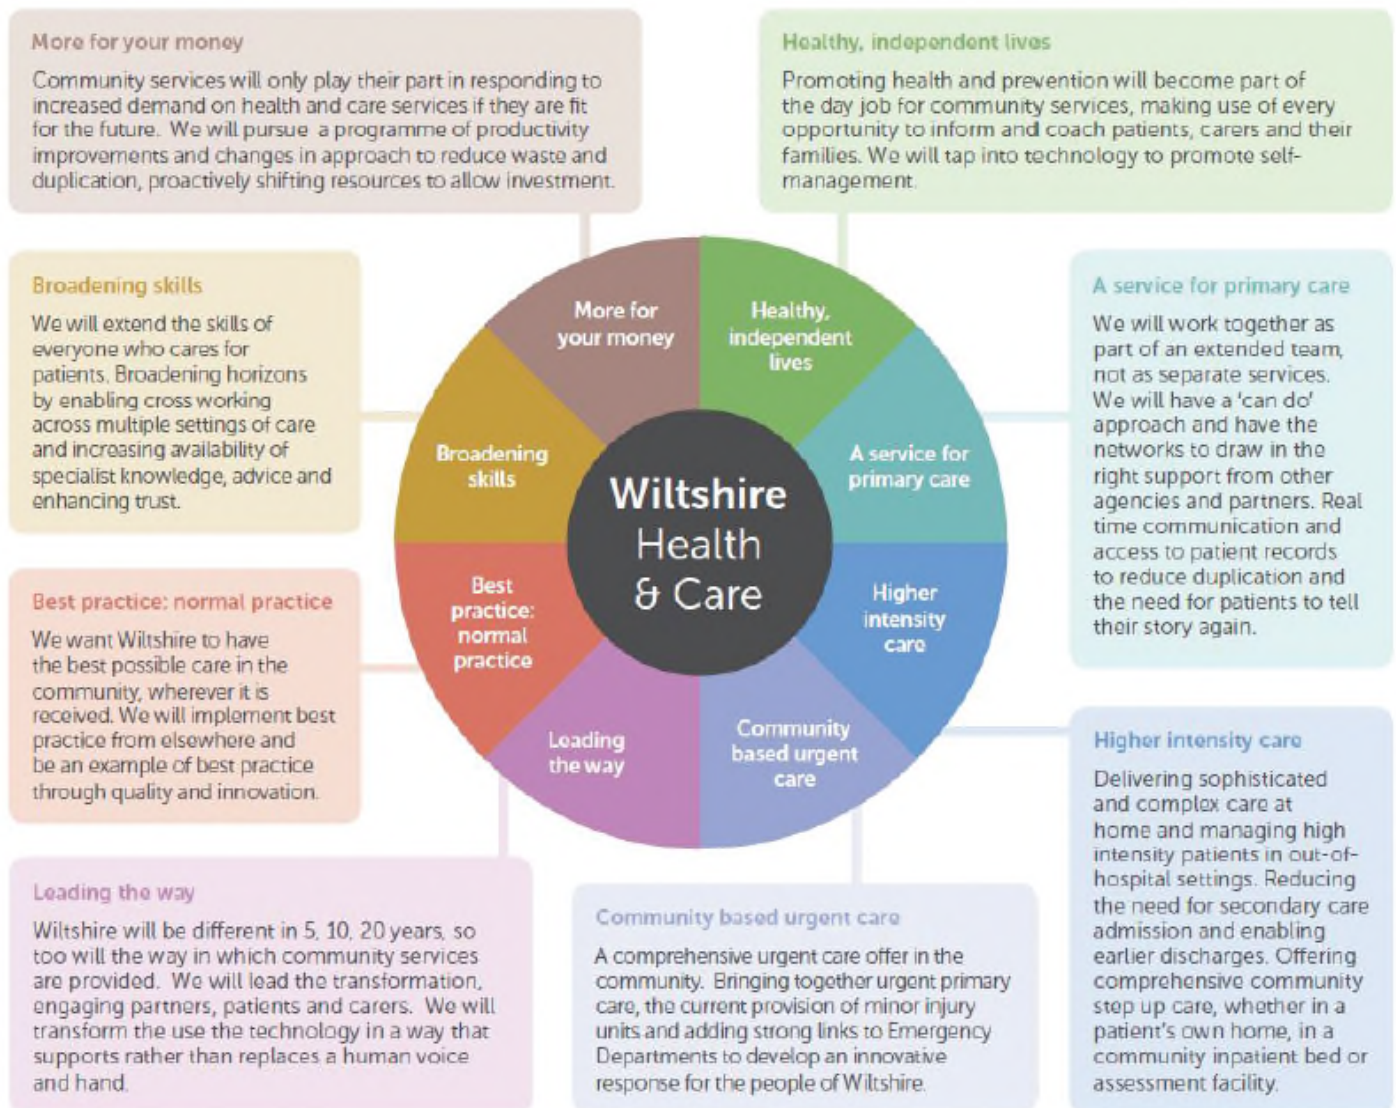 More for your money
Community services will only play their part in responding to
increased demand on health and care services if they are fit
for the future. We will pursue a programme of productivity
improvements and changes in approach to reduce waste and
duplication, proactively shifting resources to allow investment.
Healthy, independent lives
Promoting health and prevention will become part of
the day job for community services, making use of every
opportunity to inform and coach patients, carers and their
families. We will tap into technology to promote self-
management.
Broadening skills
We will extend the skills of
everyone who cares for
patients. Broadening horizons
by enabling cross working
across multiple settings of care
and increasing availability of
specialist knowledge, advice and
enhancing trust.
More for
your money
Healthy,
independent
lives
Broadening
skills
A service for
primary care
Wiltshire
Health
& Care
Best
practice:
normal
practice
Higher
intensity
care
Leading
the way
Community
based urgent
care
A service for primary care
We will work together as
part of an extended team,
not as separate services.
We will have a 'can do'
approach and have the
networks to draw in the
right support from other
agencies and partners. Real
time communication and
access to patient records
to reduce duplication and
the need for patients to tell
their story again.
Best practice: normal practice
We want Wiltshire to have
the best possible care in the
community, wherever it is
received. We will implement best
practice from elsewhere and
be an example of best practice
through quality and innovation.
Higher intensity care
Delivering sophisticated
and complex care at
home and managing high
intensity patients in out-of-
hospital settings. Reducing
the need for secondary care
admission and enabling
earlier discharges. Offering
comprehensive community
step up care, whether in a
patient's own home, in a
community inpatient bed or
assessment facility.
Leading the way
Wiltshire will be different in 5, 10, 20 years, so
too will the way in which community services
are provided. We will lead the transformation,
engaging partners, patients and carers. We will
transform the use the technology in a way that
supports rather than replaces a human voice
and hand.
Community based urgent care
A comprehensive urgent care offer in the
community. Bringing together urgent primary
care, the current provision of minor injury
units and adding strong links to Emergency
Departments to develop an innovative
response for the people of Wiltshire.